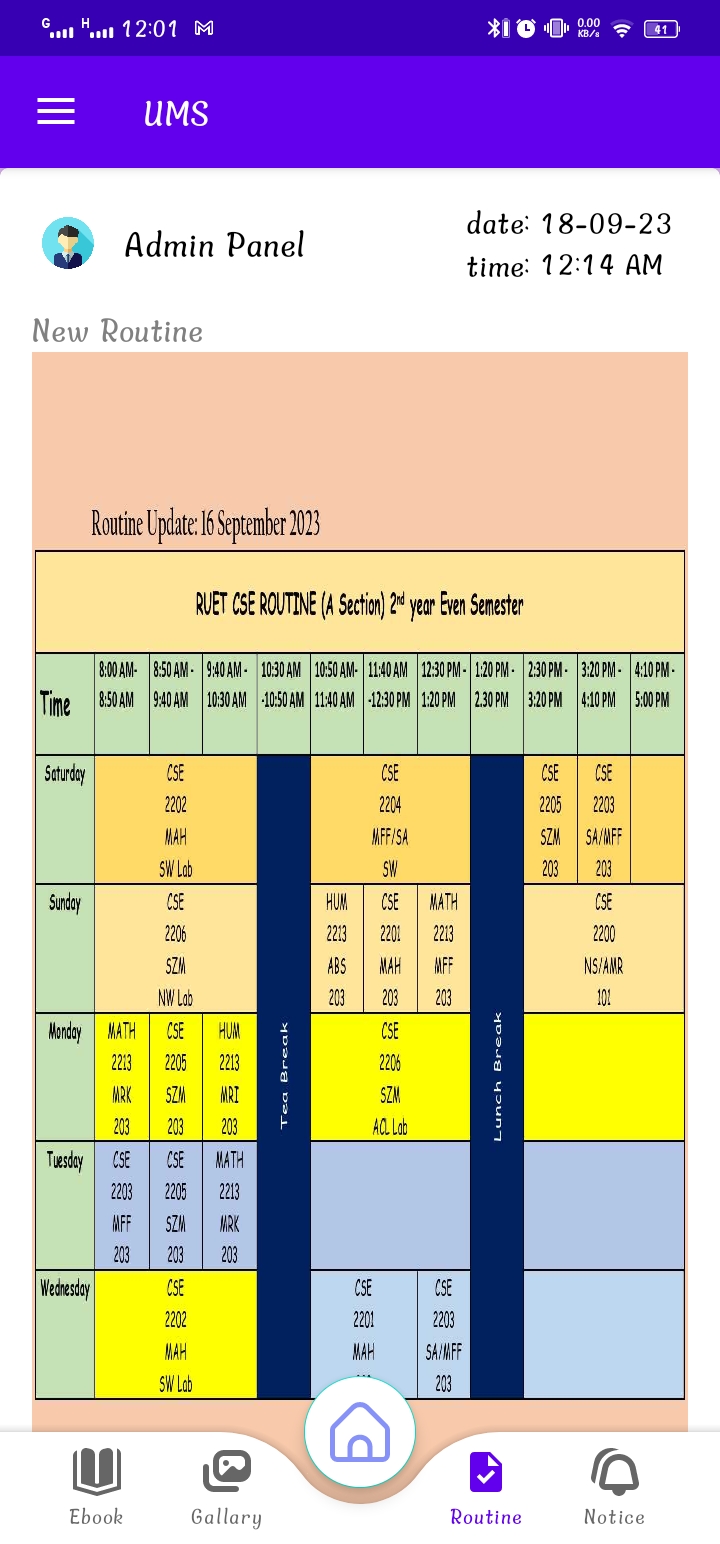 G H 12:01 0.00 KB/s 41
UMS
Admin Panel
date: 18-09-23
time: 12:14 AM
New Routine
Routine Update: 16 September 2023
RUET CSE ROUTINE (A Section) 2nd year Even Semester
Time
8:00 AM-
8:50 AM
8:50 AM -
9:40 AM
9:40 AM -
10:30 AM
10:30 AM
-10:50 AM
10:50 AM-
11:40 AM
11:40 AM
-12:30 PM
12:30 PM -
1:20 PM
1:20 PM -
2.30 PM
2:30 PM -
3:20 PM
3:20 PM -
4:10 PM
4:10 PM -
5:00 PM
Saturday
CSE
2202
MAH
SW Lab
CSE
2204
MFF/SA
SW
CSE
2205
SZM
203
CSE
2203
SA/MFF
203
Sunday
CSE
2206
SZM
NW Lab
HUM
2213
ABS
203
CSE
2201
MAH
203
MATH
2213
MFF
203
CSE
2200
NS/AMR
101
Monday
MATH
2213
MRK
203
CSE
2205
SZM
203
HUM
2213
MRI
203
Tea Break
CSE
2206
SZM
ACL Lab
Lunch Break
Tuesday
CSE
2203
MFF
203
CSE
2205
SZM
203
MATH
2213
MRK
203
Wednesday
CSE
2202
MAH
SW Lab
CSE
2201
MAH
CSE
2203
SA/MFF
203
Ebook
Gallary
Routine
Notice